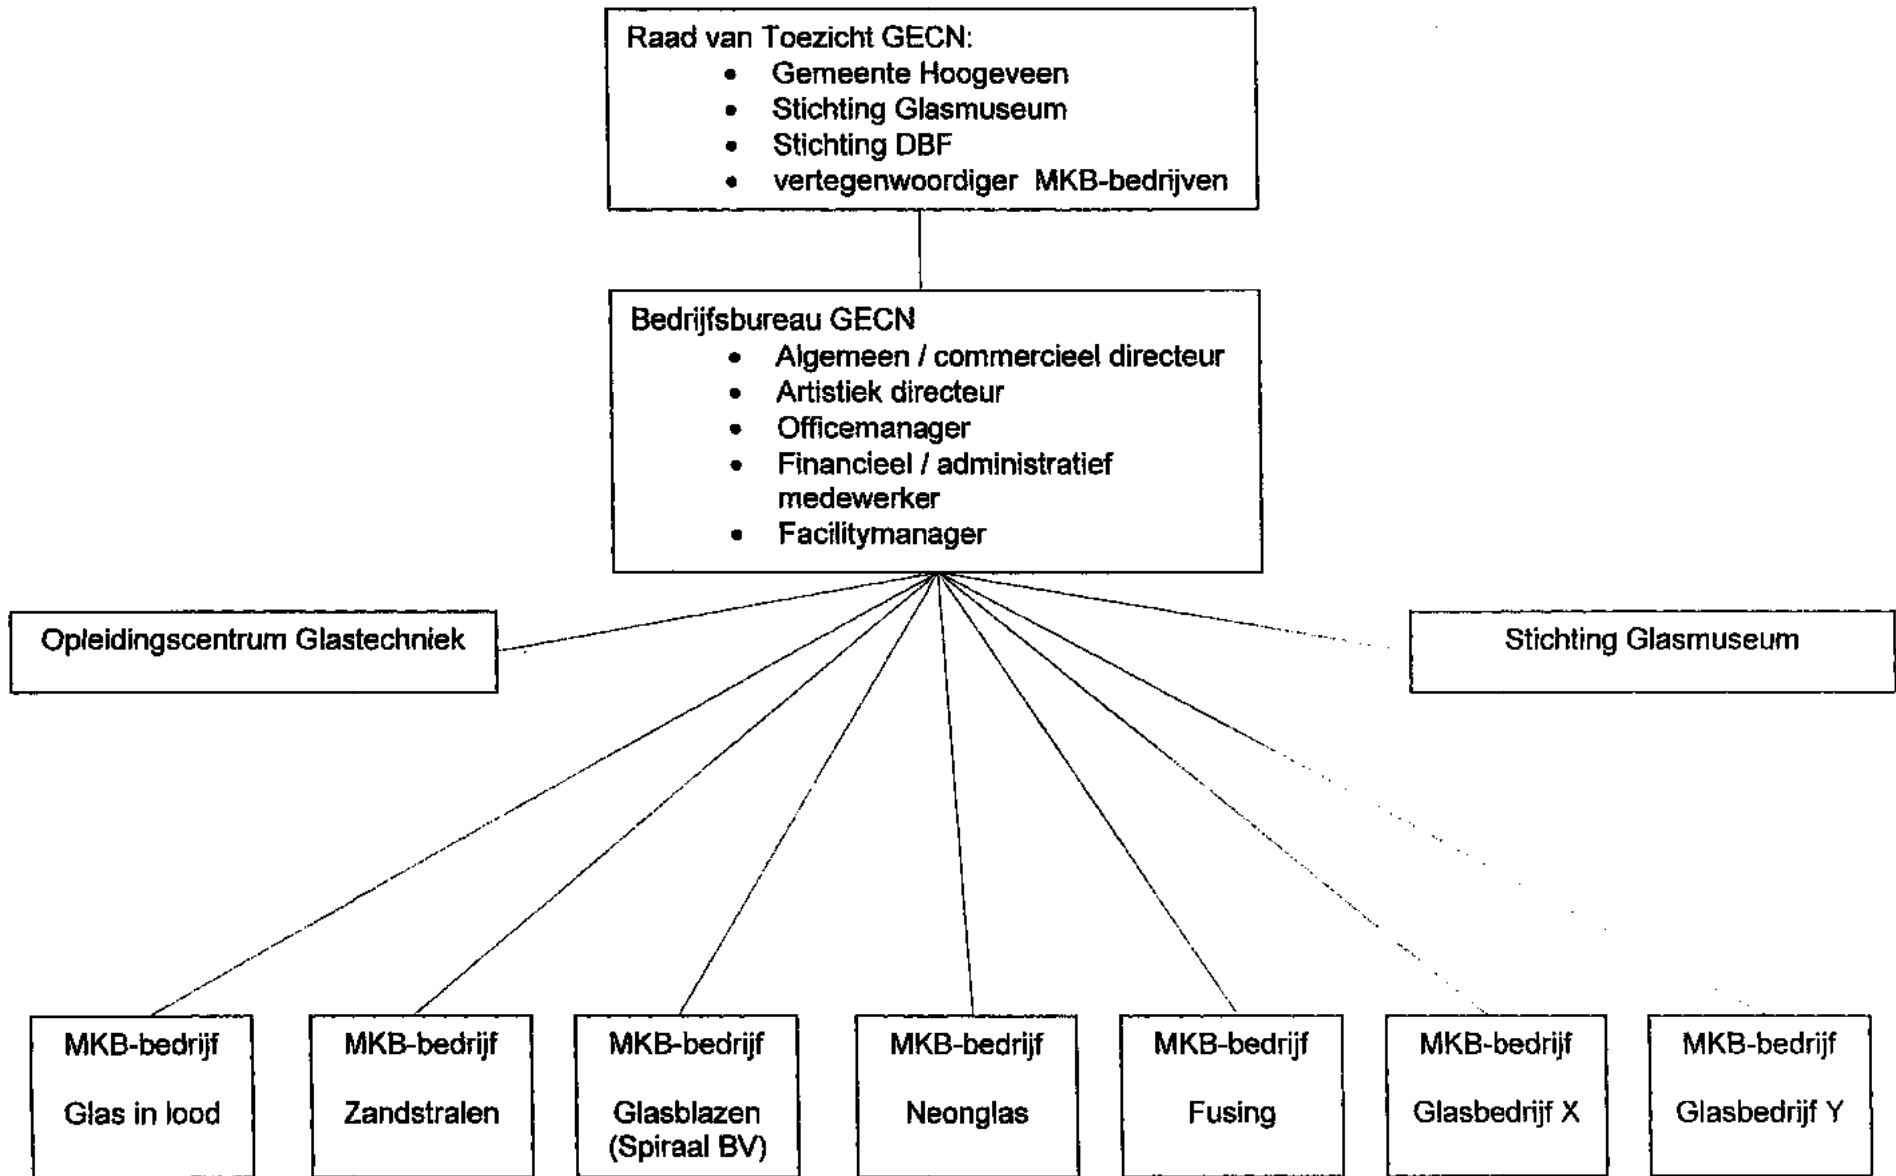 Raad van Toezicht GECN:
• Gemeente Hoogeveen
• Stichting Glasmuseum
• Stichting DBF
• vertegenwoordiger MKB-bedrijven
Bedrijfsbureau GECN
• Algemeen / commercieel directeur
• Artistiek directeur
• Officemanager
• Financieel / administratief
medewerker
• Facilitymanager
Opleidingscentrum Glastechniek
Stichting Glasmuseum
MKB-bedrijf
Glas in lood
MKB-bedrijf
Zandstralen
MKB-bedrijf
Glasblazen
(Spiraal BV)
MKB-bedrijf
Neonglas
MKB-bedrijf
Fusing
MKB-bedrijf
Glasbedrijf X
MKB-bedrijf
Glasbedrijf Y